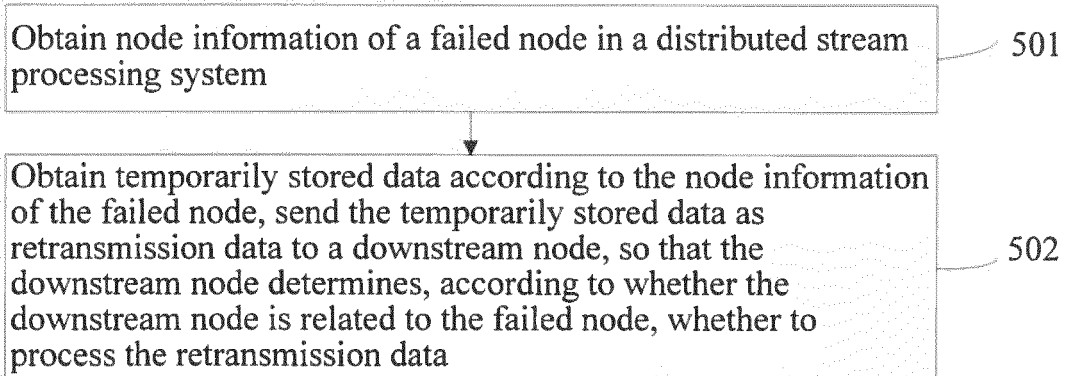 Obtain node information of a failed node in a distributed stream
processing system
501
Obtain temporarily stored data according to the node information
of the failed node, send the temporarily stored data as
retransmission data to a downstream node, so that the
downstream node determines, according to whether the
downstream node is related to the failed node, whether to
process the retransmission data
502